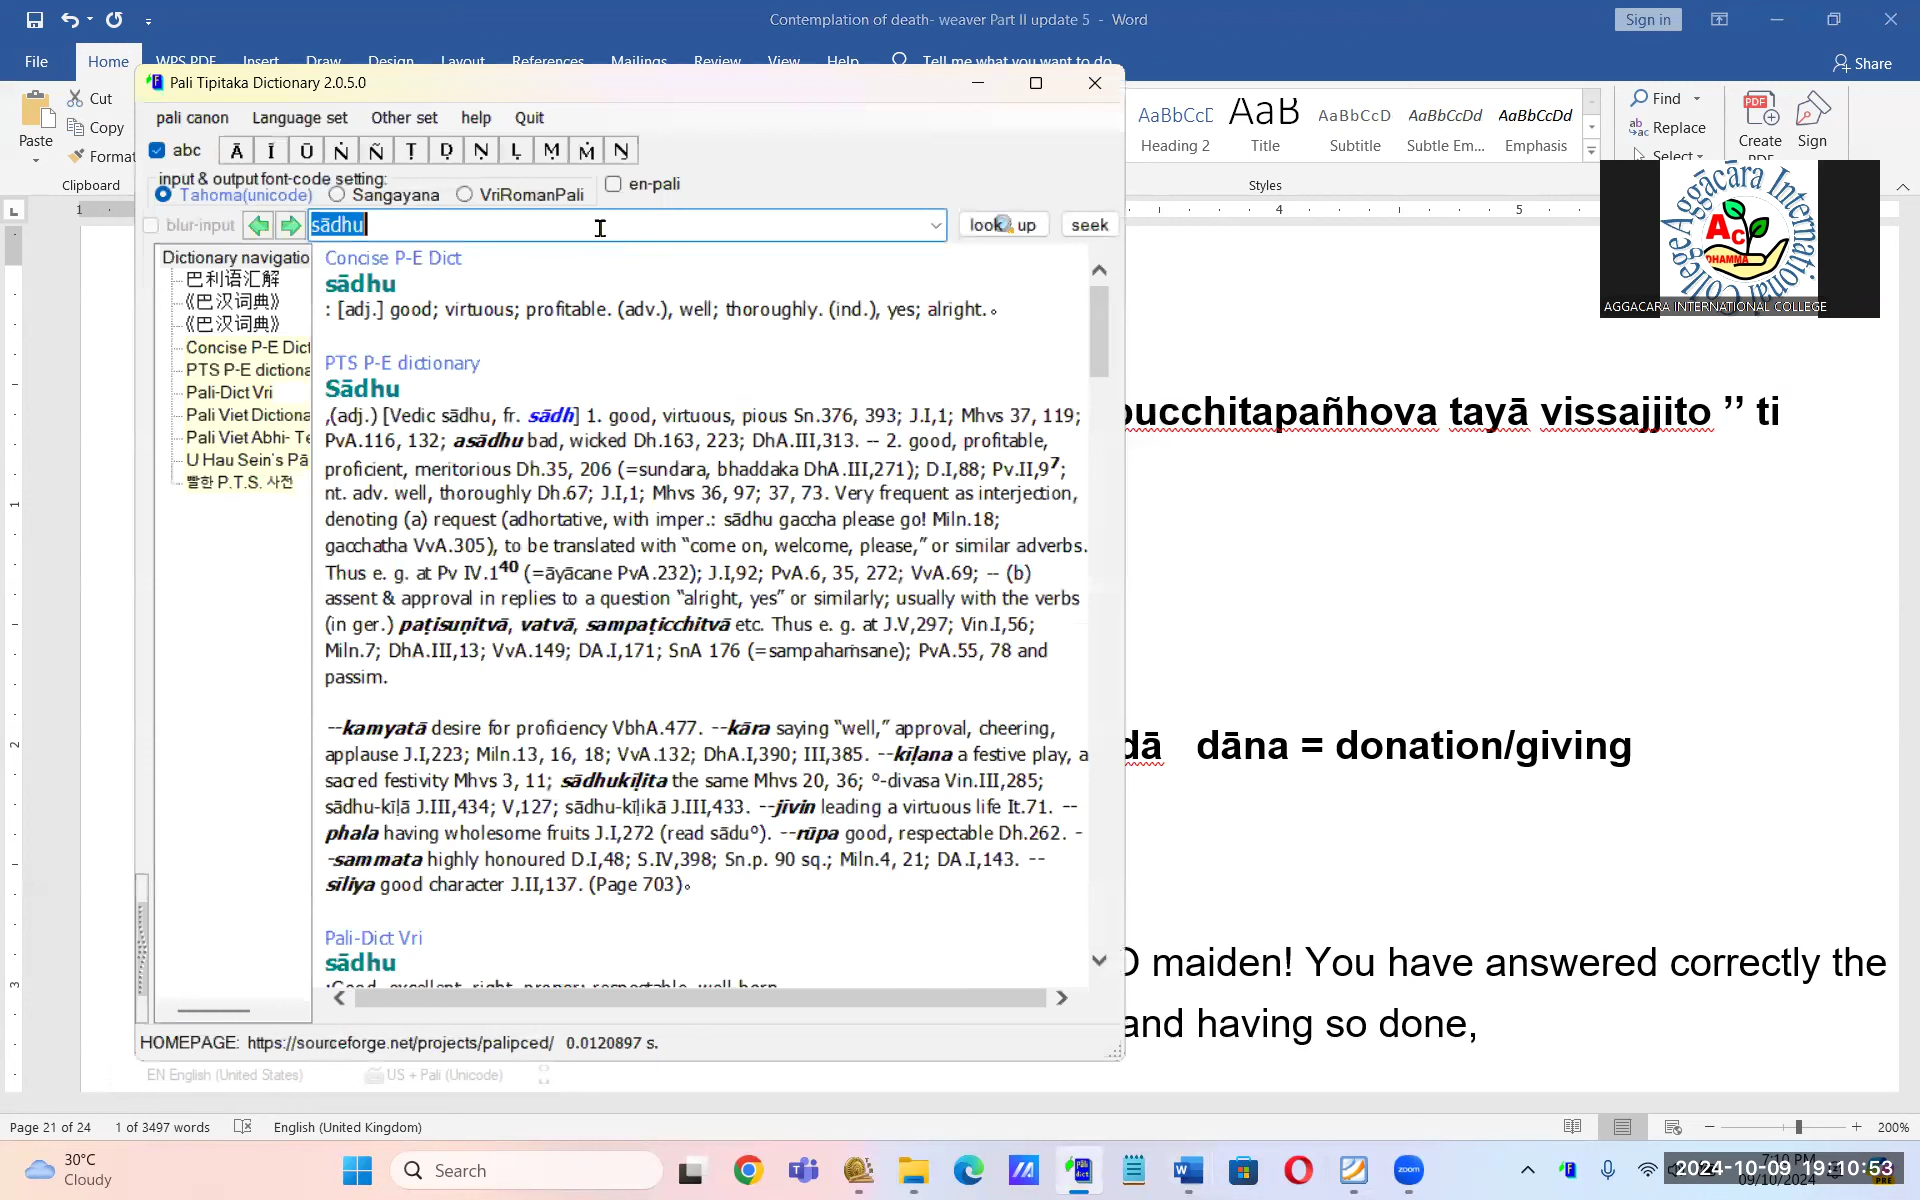 Contemplation of death- weaver Part II update 5 - Word
Sign in
File Home WPS PDF Insert Draw Design Layout References Mailings Review View Help Tell me what you want to do
Share
Pali Tipitaka Dictionary 2.0.5.0
Cut
Copy
Paste
Format
Clipboard
pali canon Language set Other set help Quit
abc Ā Ī Ū Ṅ Ñ Ṭ Ḍ Ṇ Ḷ Ṃ Ṁ Ŋ
input & output font-code setting:
Tahoma(unicode) Sangayana VriRomanPali
en-pali
blur-input
sādhu
look up
seek
AaBbCcD AaB AaBbCcD AaBbCcDd AaBbCcDd
Heading 2 Title Subtitle Subtle Em... Emphasis
Styles
Find
Replace
Select
Create
Sign
Aggācāra International College
AC
DHAMMA
AGGACARA INTERNATIONAL COLLEGE
1
4
5
Dictionary navigatio
巴利语汇解
《巴汉词典》
《巴汉词典》
Concise P-E Dict
PTS P-E dictiona
Pali-Dict Vri
Pali Viet Dictiona
Pali Viet Abhi- Te
U Hau Sein's Pā
빨한 P.T.S. 사전
Concise P-E Dict
sādhu
: [adj.] good; virtuous; profitable. (adv.), well; thoroughly. (ind.), yes; alright.。
PTS P-E dictionary
Sādhu
,(adj.) [Vedic sādhu, fr. sādh] 1. good, virtuous, pious Sn.376, 393; J.I,1; Mhvs 37, 119;
PvA.116, 132; asādhu bad, wicked Dh.163, 223; DhA.III,313. -- 2. good, profitable,
proficient, meritorious Dh.35, 206 (=sundara, bhaddaka DhA.III,271); D.I,88; Pv.II,9⁷;
nt. adv. well, thoroughly Dh.67; J.I,1; Mhvs 36, 97; 37, 73. Very frequent as interjection,
denoting (a) request (adhortative, with imper.: sādhu gaccha please go! Miln.18;
gacchatha VvA.305), to be translated with "come on, welcome, please," or similar adverbs.
Thus e. g. at Pv IV.1⁴⁰ (=āyācane PvA.232); J.I,92; PvA.6, 35, 272; VvA.69; -- (b)
assent & approval in replies to a question "alright, yes" or similarly; usually with the verbs
(in ger.) paṭisuṇitvā, vatvā, sampaṭicchitvā etc. Thus e. g. at J.V,297; Vin.I,56;
Miln.7; DhA.III,13; VvA.149; DA.I,171; SnA 176 (=sampahaṁsane); PvA.55, 78 and
passim.
--kamyatā desire for proficiency VbhA.477. --kāra saying "well," approval, cheering,
applause J.I,223; Miln.13, 16, 18; VvA.132; DhA.I,390; III,385. --kīḷana a festive play, a
sacred festivity Mhvs 3, 11; sādhukīḷita the same Mhvs 20, 36; º-divasa Vin.III,285;
sādhu-kīḷā J.III,434; V,127; sādhu-kīḷikā J.III,433. --jīvin leading a virtuous life It.71. --
phala having wholesome fruits J.I,272 (read sāduº). --rūpa good, respectable Dh.262. -
-sammata highly honoured D.I,48; S.IV,398; Sn.p. 90 sq.; Miln.4, 21; DA.I,143. --
sīliya good character J.II,137. (Page 703)。
Pali-Dict Vri
sādhu
HOMEPAGE: https://sourceforge.net/projects/palipced/ 0.0120897 s.
EN English (United States) US + Pali (Unicode)
pucchitapañhova tayā vissajjito '' ti
dā dāna = donation/giving
O maiden! You have answered correctly the
and having so done,
1
2
3
Page 21 of 24 1 of 3497 words English (United Kingdom) 200%
30°C
Cloudy
Search
zoom
2024-10-09 19:10:53